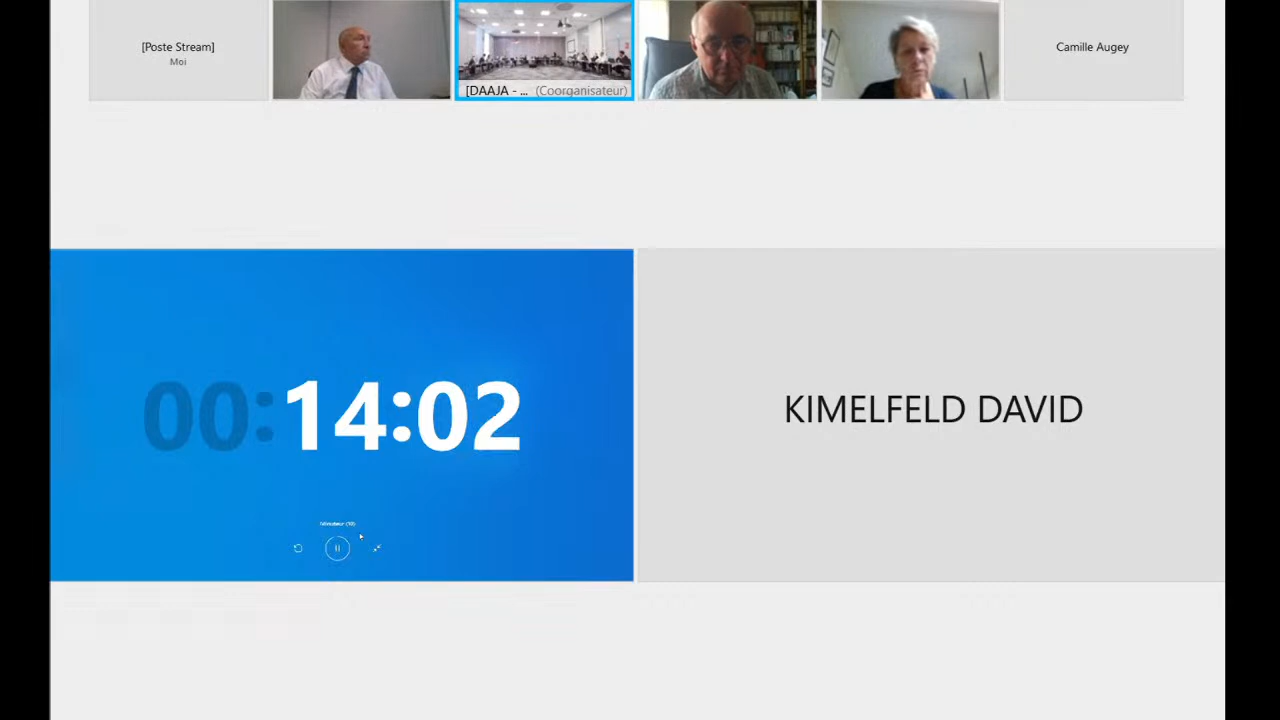 [Poste Stream]
Moi
[DAAJA - ... (Coorganisateur)
Camille Augey
00:14:02
KIMELFELD DAVID